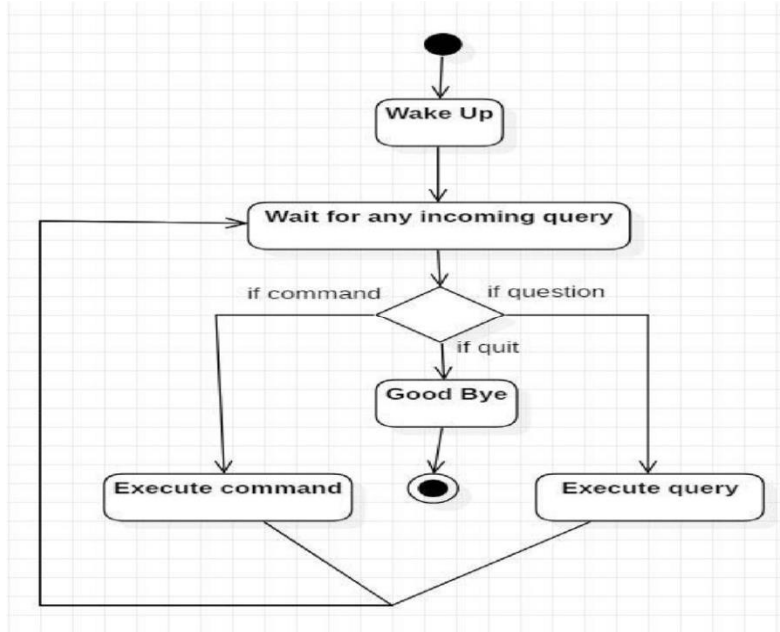 Wake Up
Wait for any incoming query
if command
if question
if quit
Good Bye
Execute command
Execute query